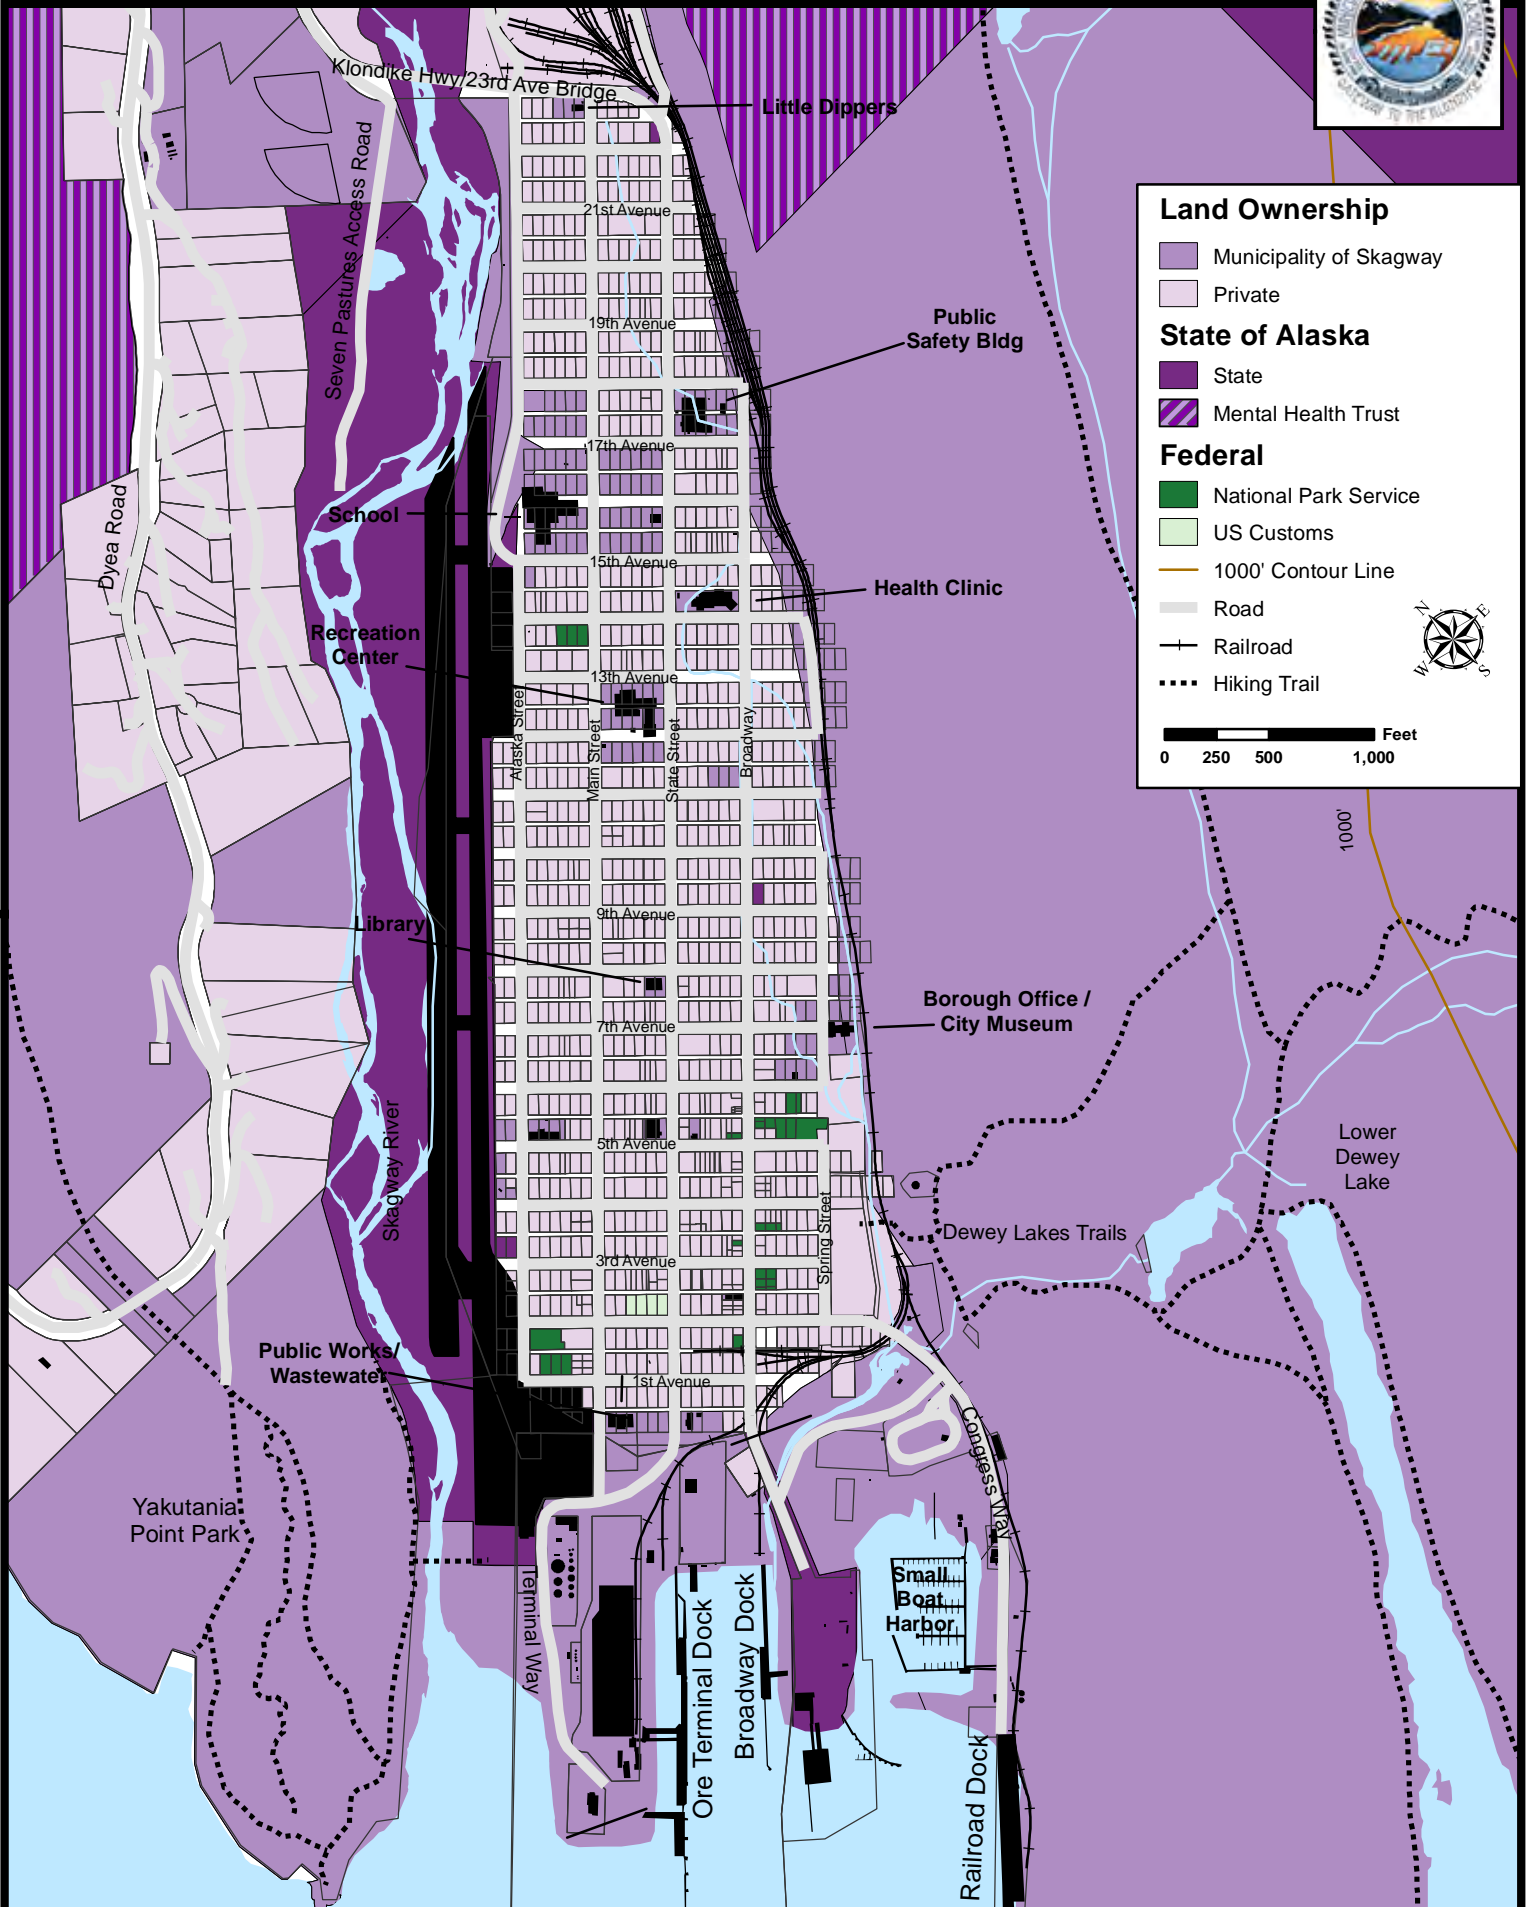 Klondike Hwy/23rd Ave Bridge
Little Dippers
Seven Pastures Access Road
21st Avenue
Land Ownership
Municipality of Skagway
Private
State of Alaska
State
Mental Health Trust
Federal
National Park Service
US Customs
1000' Contour Line
Road
Railroad
Hiking Trail
N
E
W
S
Feet
0 250 500 1,000
19th Avenue
Public
Safety Bldg
17th Avenue
Dyea Road
School
15th Avenue
Health Clinic
Recreation
Center
13th Avenue
Alaska Street
Main Street
State Street
Broadway
1000'
9th Avenue
Library
Borough Office /
City Museum
7th Avenue
Skagway River
5th Avenue
Lower
Dewey
Lake
Spring Street
Dewey Lakes Trails
3rd Avenue
Public Works/
Wastewater
1st Avenue
Congress Way
Yakutania
Point Park
Terminal Way
Small
Boat
Harbor
Ore Terminal Dock
Broadway Dock
Railroad Dock